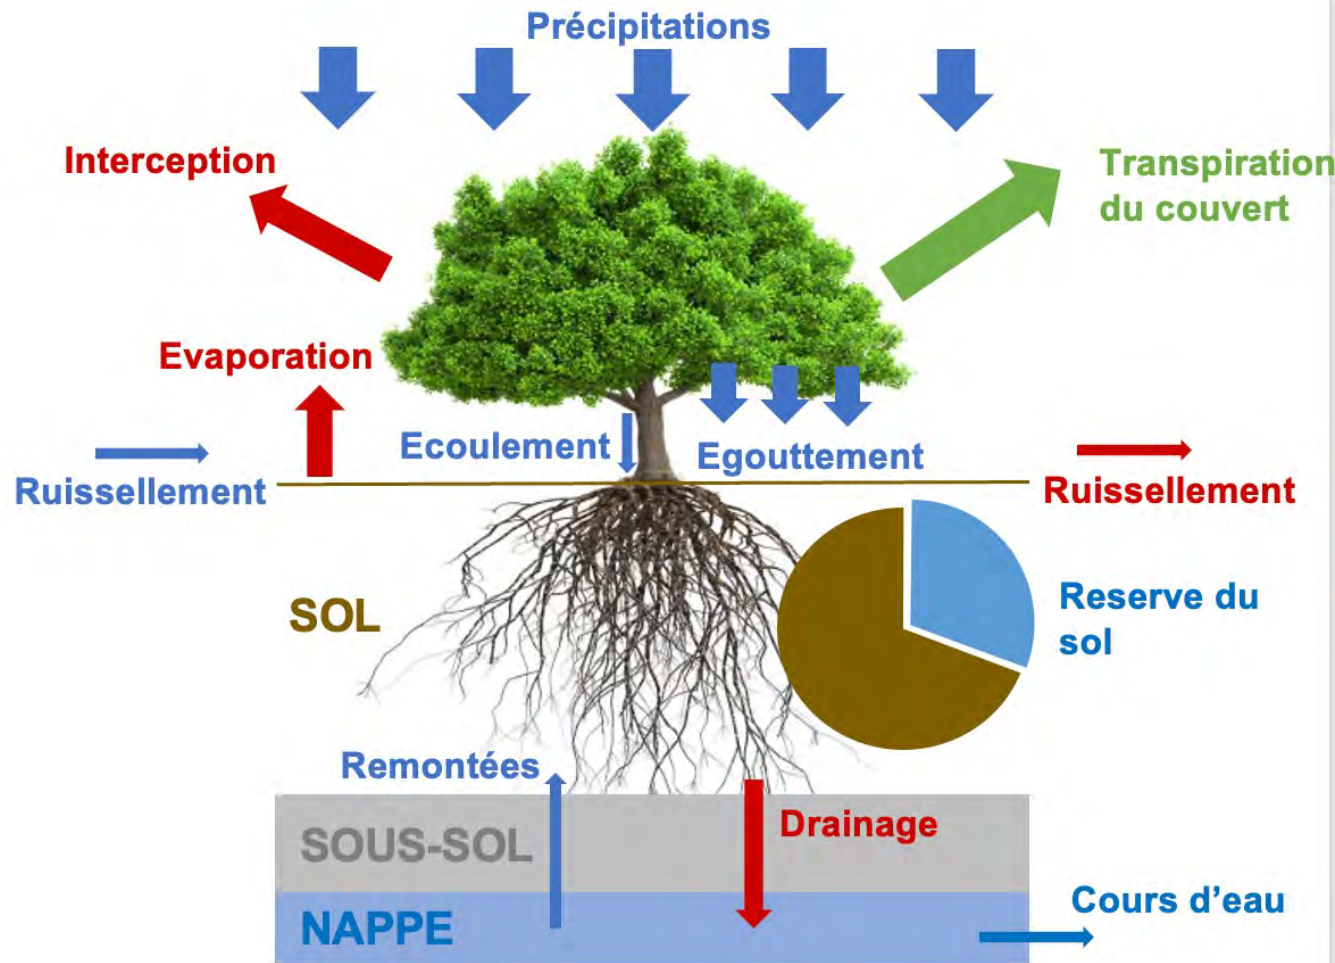 Précipitations
Interception
Transpiration
du couvert
Evaporation
Ecoulement
Egouttement
Ruissellement
Ruissellement
SOL
Reserve du
sol
Remontées
Drainage
SOUS-SOL
Cours d'eau
NAPPE